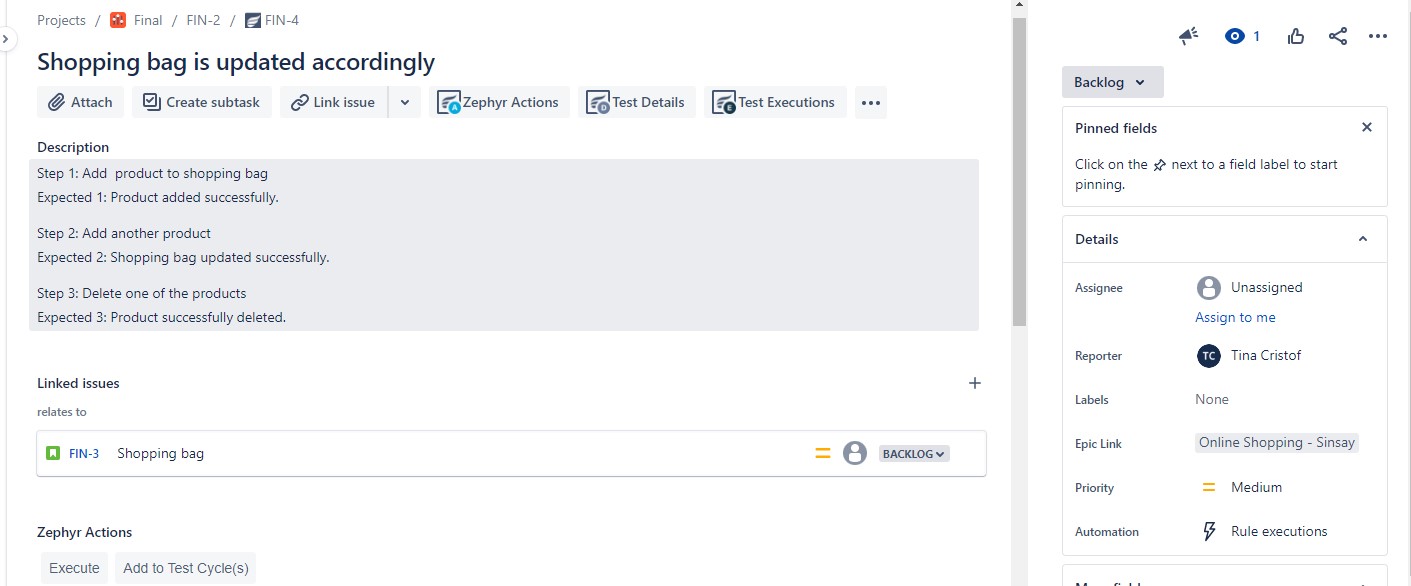 Projects / Final / FIN-2 / FIN-4
1
Shopping bag is updated accordingly
Backlog
Attach Create subtask Link issue A Zephyr Actions D Test Details E Test Executions
Pinned fields
Description
Click on the next to a field label to start
pinning.
Step 1: Add product to shopping bag
Expected 1: Product added successfully.
Step 2: Add another product
Expected 2: Shopping bag updated successfully.
Step 3: Delete one of the products
Expected 3: Product successfully deleted.
Details
Assignee Unassigned
Assign to me
Reporter TC Tina Cristof
Labels None
Epic Link Online Shopping - Sinsay
Priority Medium
Automation Rule executions
Linked issues
relates to
FIN-3 Shopping bag BACKLOG
Zephyr Actions
Execute Add to Test Cycle(s)